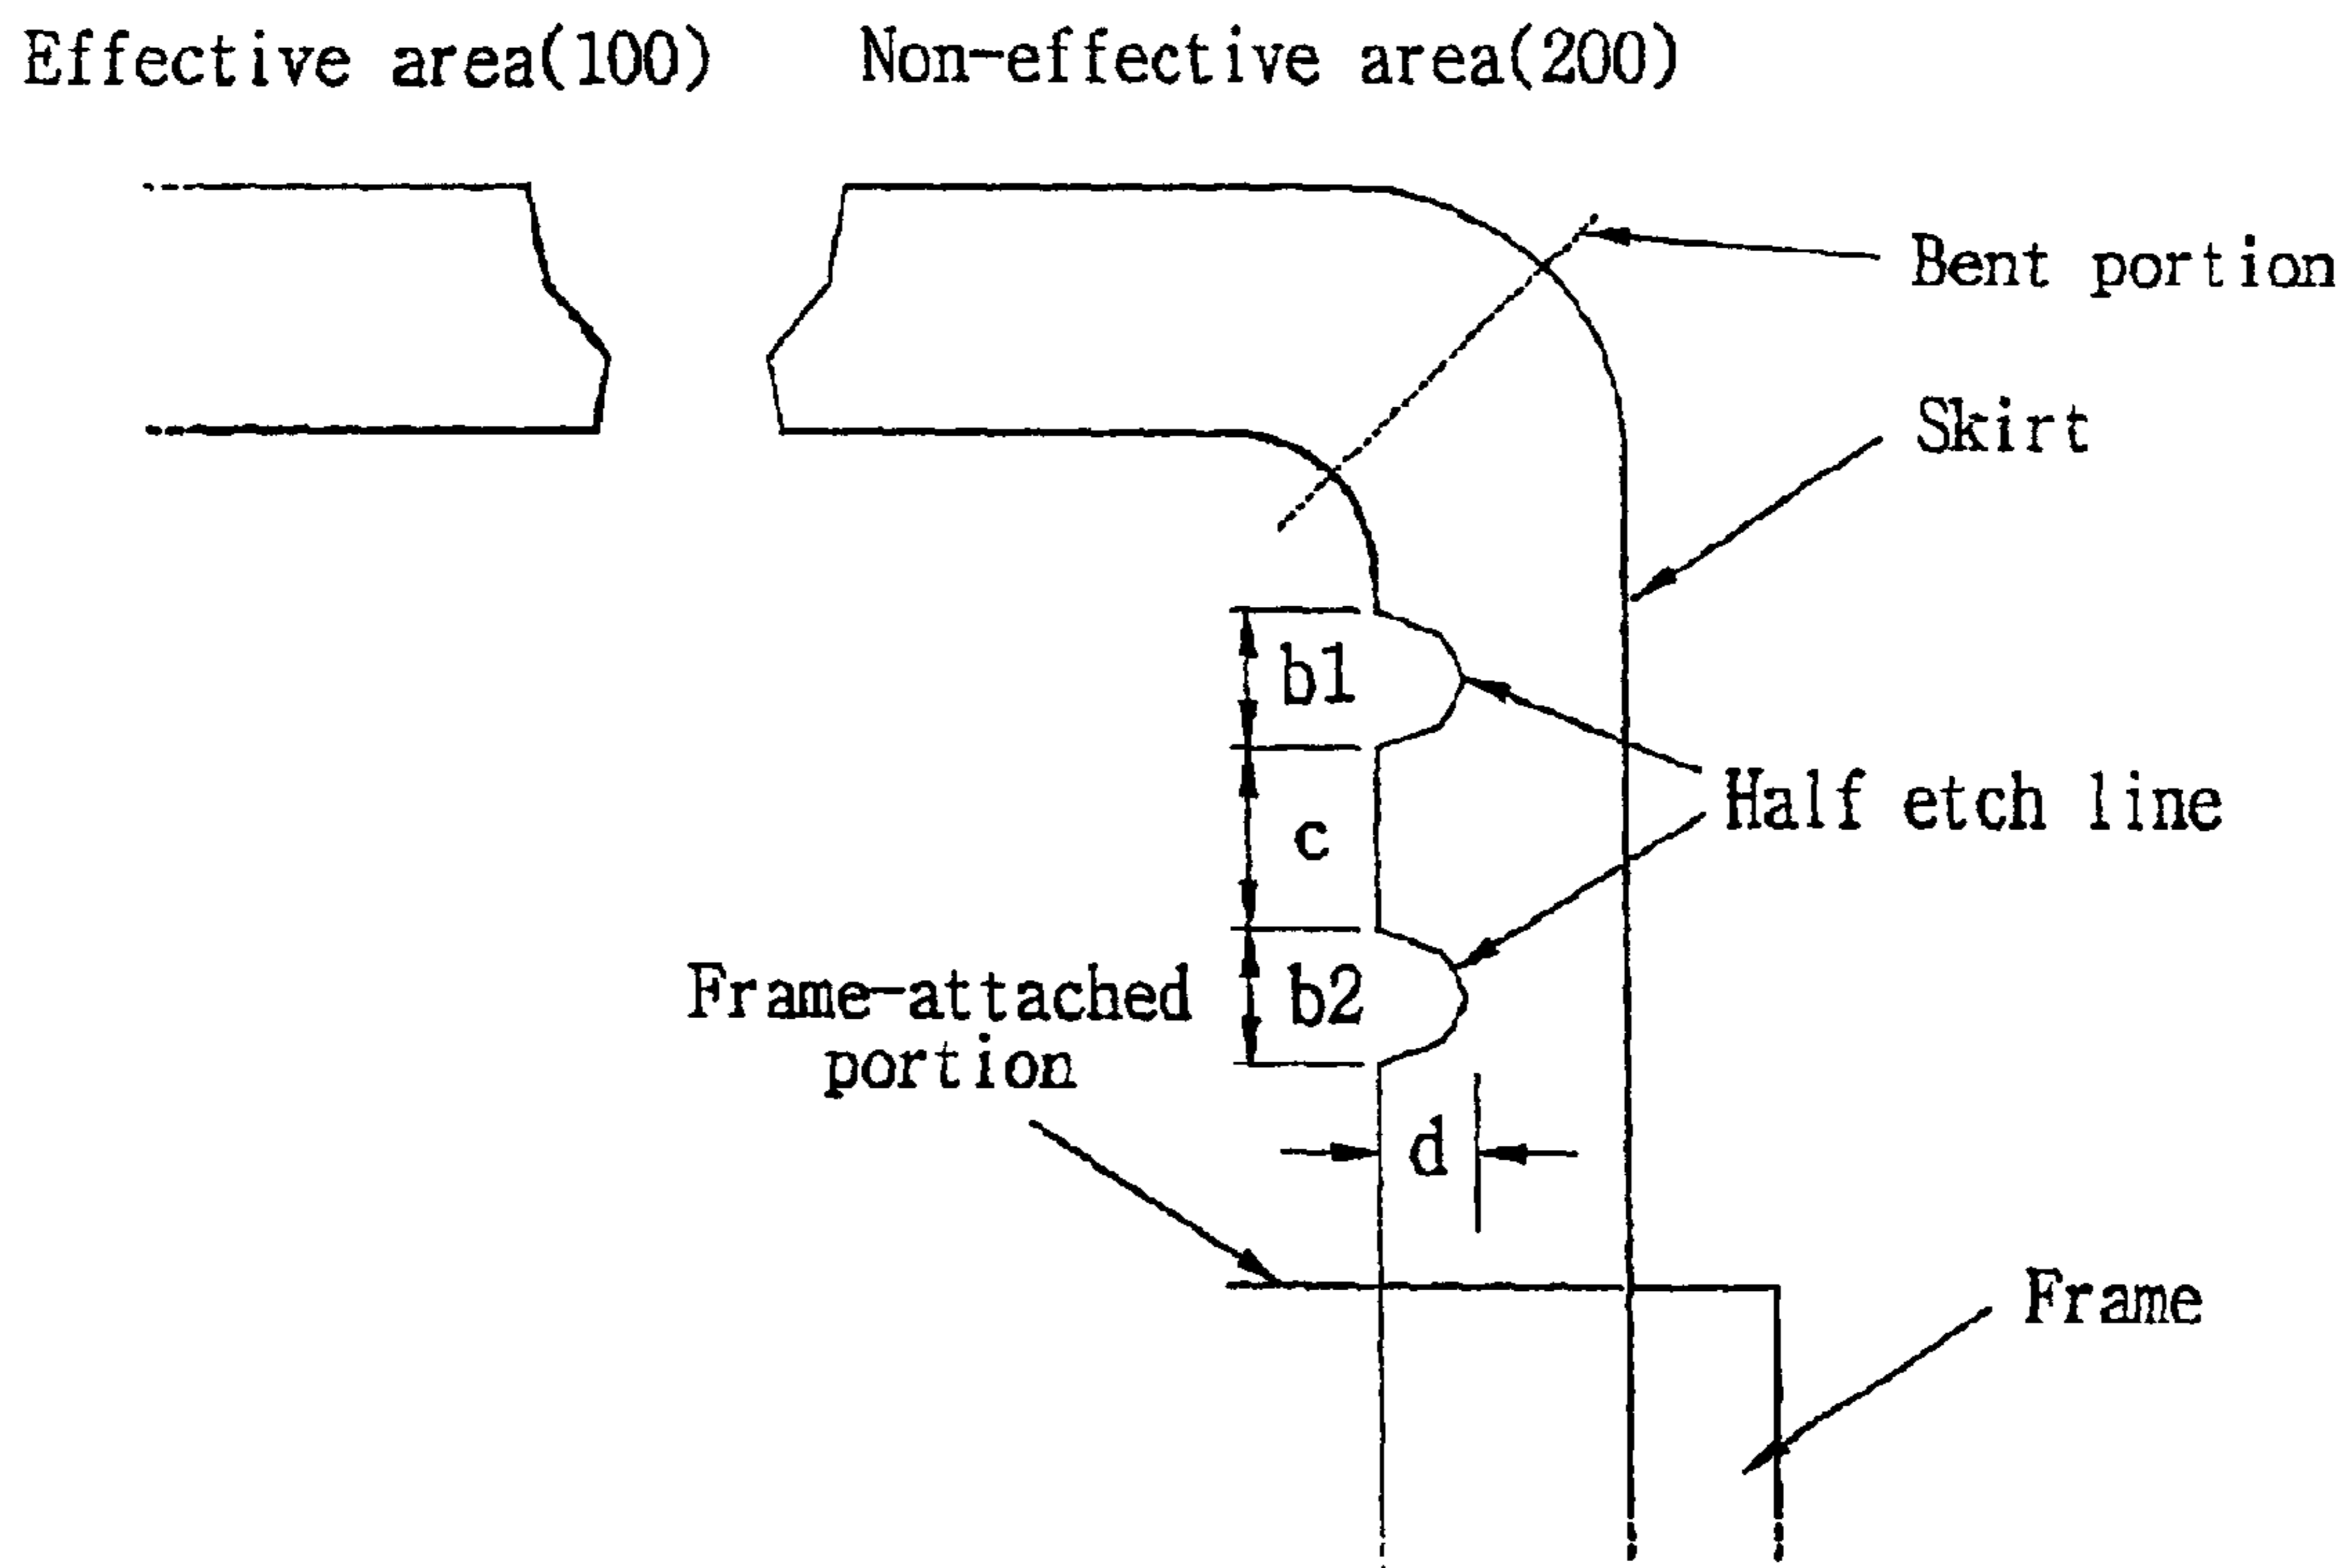 Effective area(100)
Non-effective area(200)
Bent portion
Skirt
b1
Half etch line
c
Frame-attached
portion
b2
d
Frame